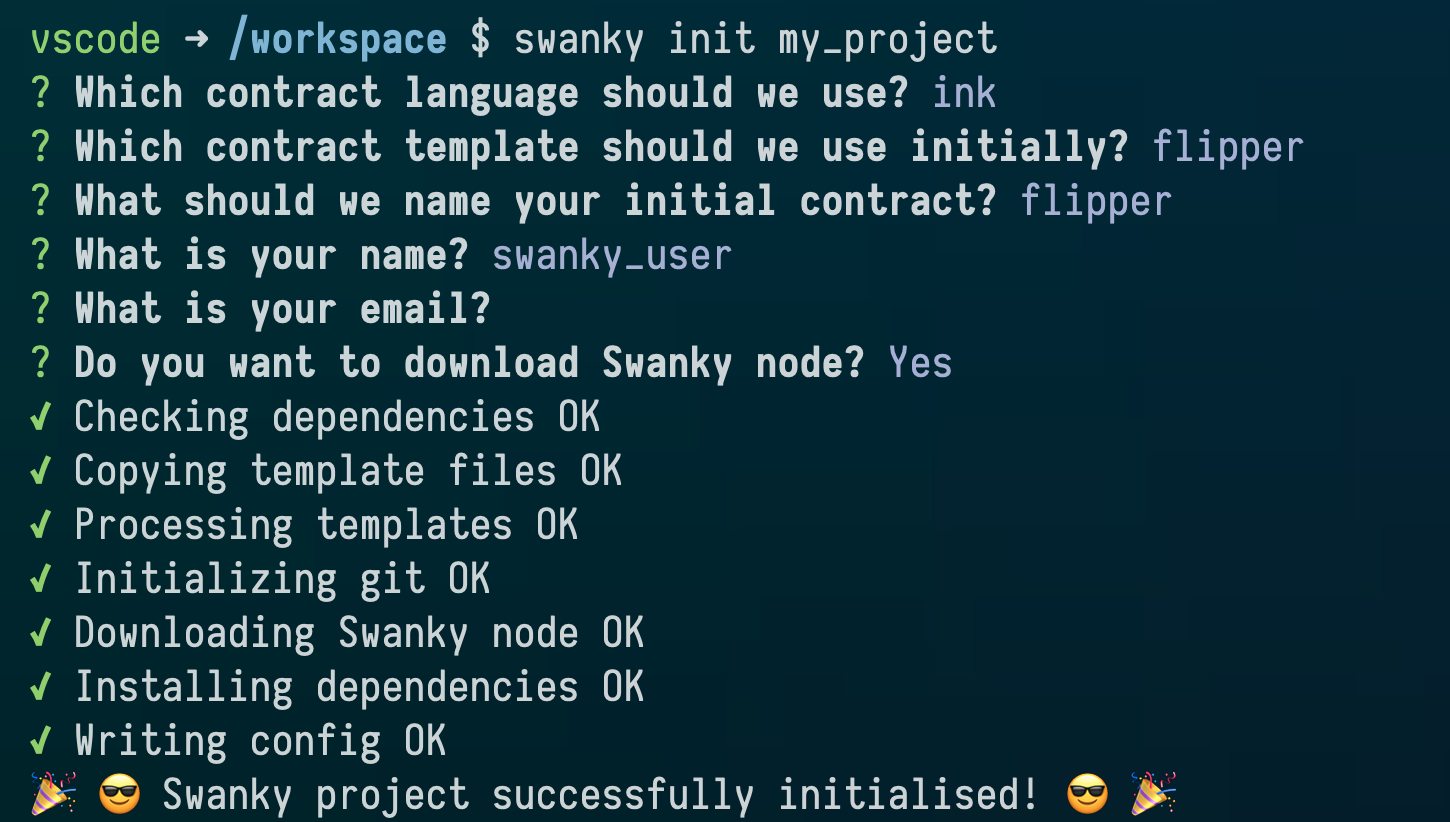 vscode → /workspace $ swanky init my_project
? Which contract language should we use? ink
? Which contract template should we use initially? flipper
? What should we name your initial contract? flipper
? What is your name? swanky_user
? What is your email?
? Do you want to download Swanky node? Yes
✔ Checking dependencies OK
✔ Copying template files OK
✔ Processing templates OK
✔ Initializing git OK
✔ Downloading Swanky node OK
✔ Installing dependencies OK
✔ Writing config OK
🎉 😎 Swanky project successfully initialised! 😎 🎉